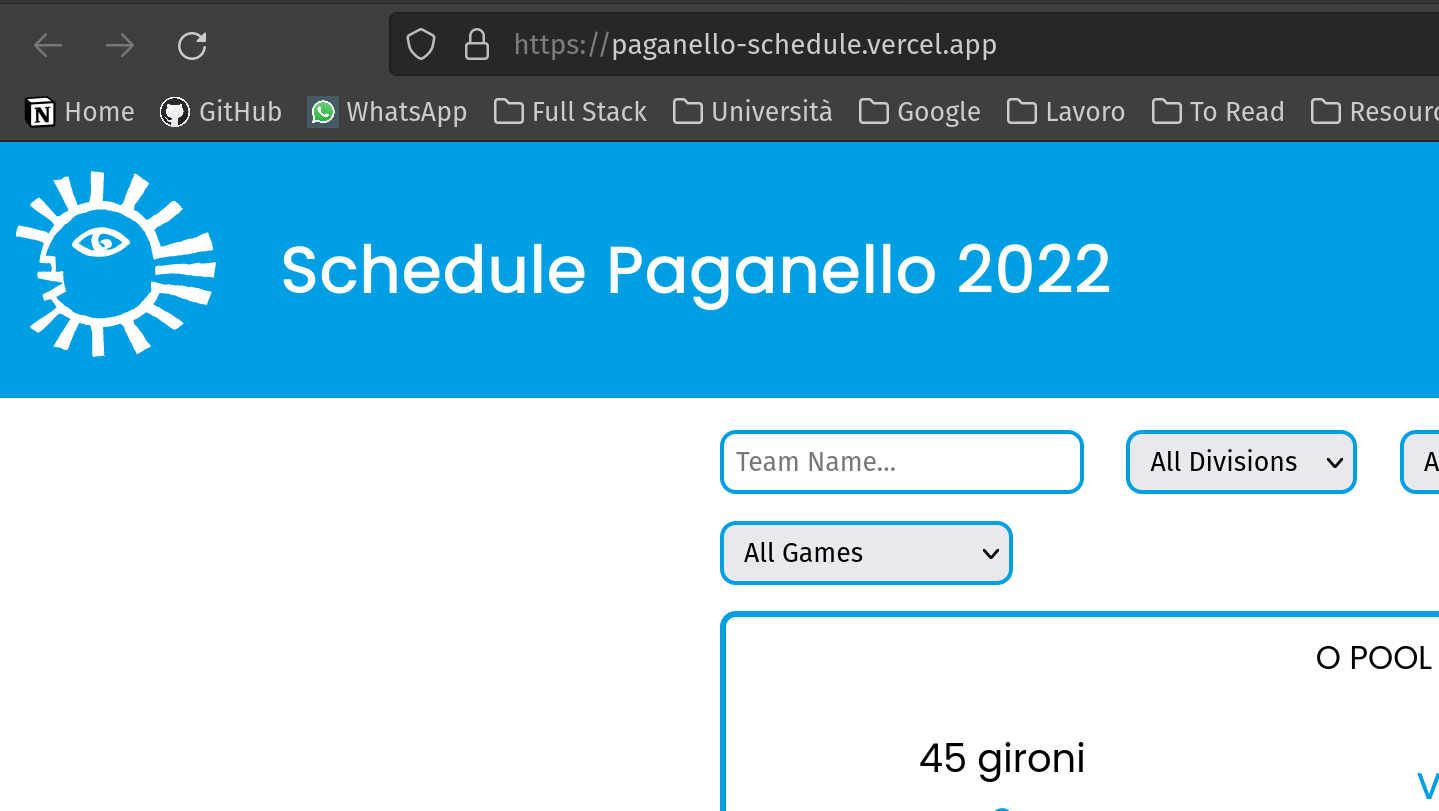 https://paganello-schedule.vercel.app
Home GitHub WhatsApp Full Stack Università Google Lavoro To Read
Schedule Paganello 2022
Team Name... All Divisions
All Games
O POOL
45 gironi